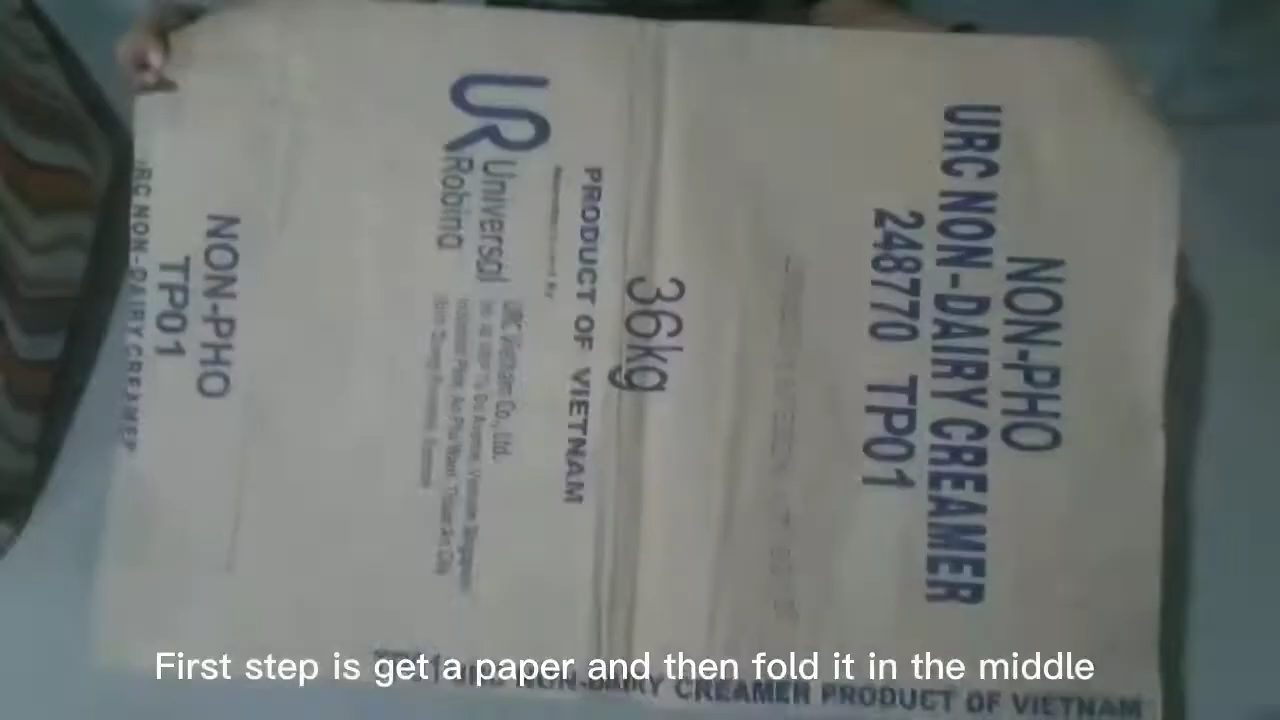 NON-PHO
URC NON-DAIRY CREAMER
248770 TP01
36kg
PRODUCT OF VIETNAM
UR Universal
Robina
URC Vietnam Co., Ltd.
NON-PHO
TP01
URC NON-DAIRY CREAMER
NON-DAIRY CREAMER PRODUCT OF VIETNAM
First step is get a paper and then fold it in the middle